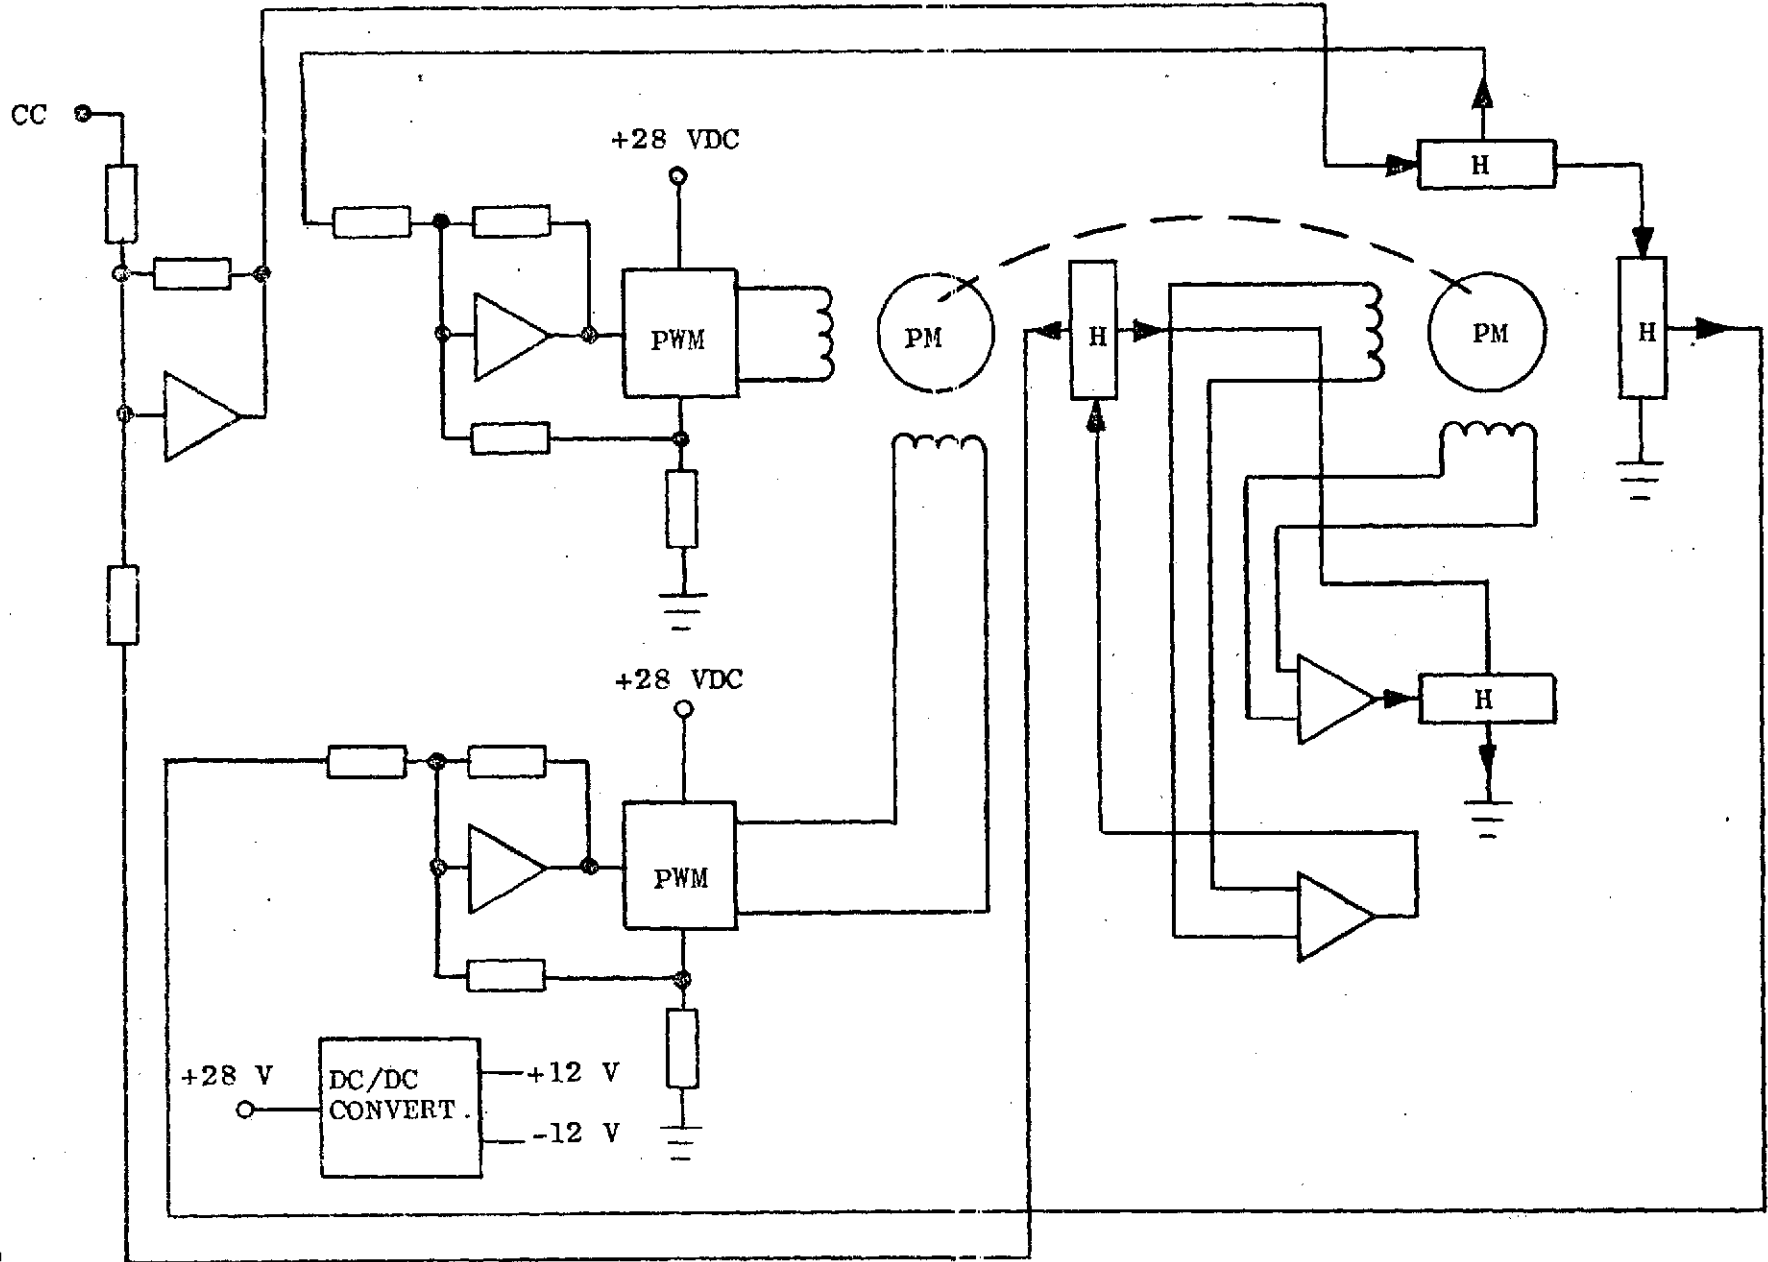 CC
+28 VDC
H
PWM
PM
H
PM
H
+28 VDC
H
PWM
+28 V
DC/DC
CONVERT.
+12 V
-12 V